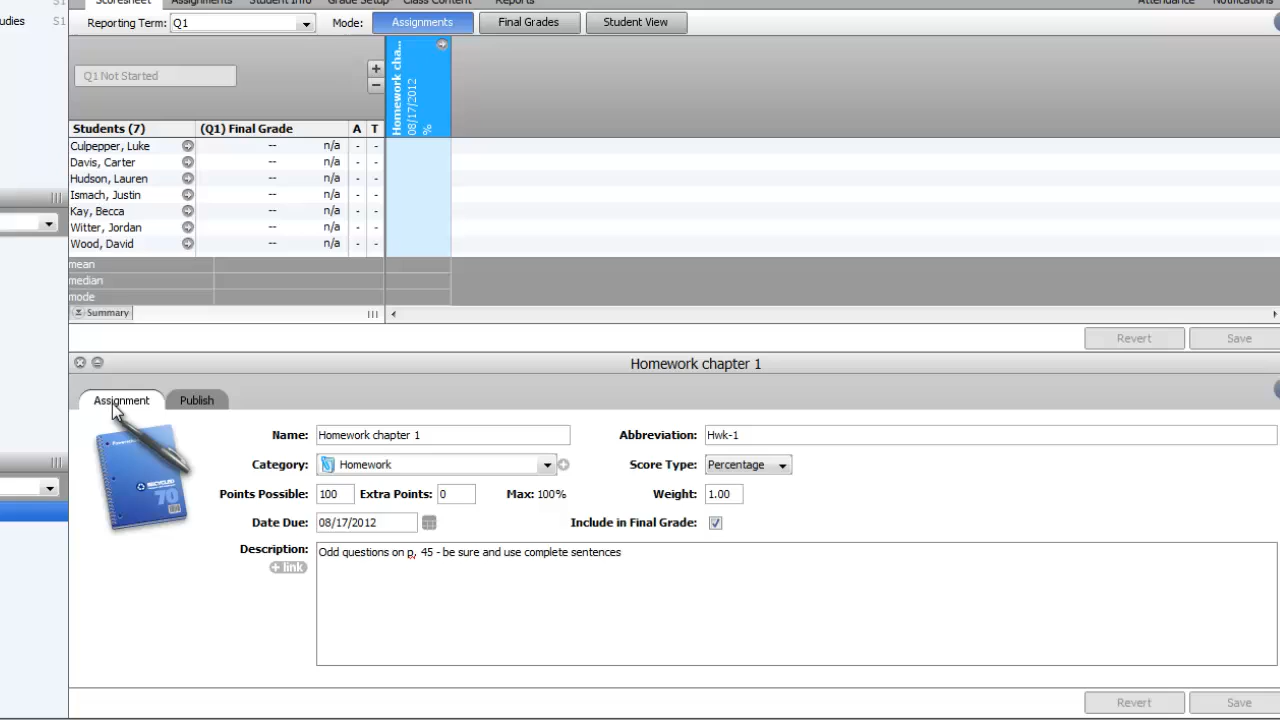 udies S1
Scoresheet Assignments Student Info Grade Setup Class Content Reports Attendance Notifications
Reporting Term: Q1 Mode: Assignments Final Grades Student View
Q1 Not Started + −
Homework cha...
08/17/2012
%
Students (7) (Q1) Final Grade A T
Culpepper, Luke -- n/a - -
Davis, Carter -- n/a - -
Hudson, Lauren -- n/a - -
Ismach, Justin -- n/a - -
Kay, Becca -- n/a - -
Witter, Jordan -- n/a - -
Wood, David -- n/a - -
mean
median
mode
Summary
Revert Save
Homework chapter 1
Assignment Publish
Name: Homework chapter 1 Abbreviation: Hwk-1
Category: Homework Score Type: Percentage
Points Possible: 100 Extra Points: 0 Max: 100% Weight: 1.00
RECYCLED
70
Date Due: 08/17/2012 Include in Final Grade:
Description: Odd questions on p. 45 - be sure and use complete sentences
+ link
Revert Save